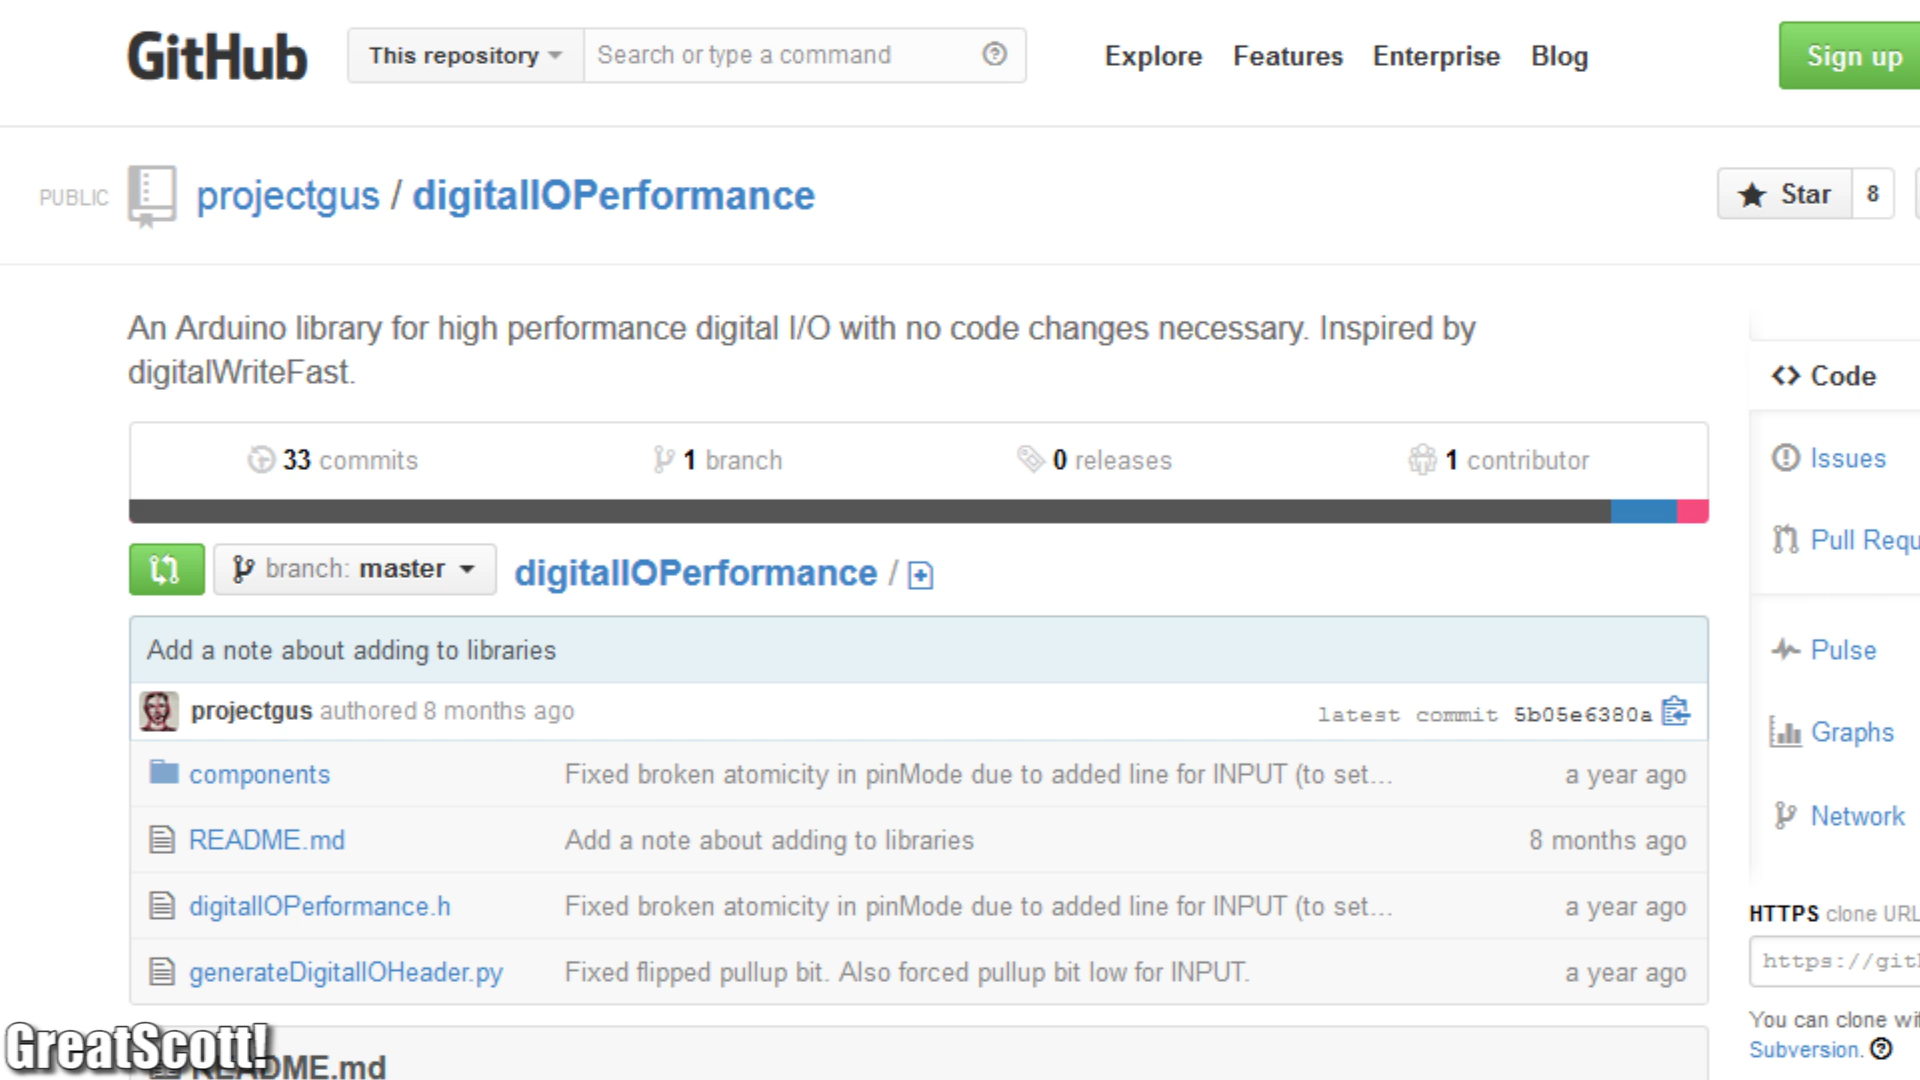 GitHub This repository Search or type a command Explore Features Enterprise Blog Sign up
PUBLIC projectgus / digitalIOPerformance Star 8
An Arduino library for high performance digital I/O with no code changes necessary. Inspired by
digitalWriteFast.
33 commits 1 branch 0 releases 1 contributor
branch: master digitalIOPerformance /
Add a note about adding to libraries
projectgus authored 8 months ago latest commit 5b05e6380a
components Fixed broken atomicity in pinMode due to added line for INPUT (to set... a year ago
README.md Add a note about adding to libraries 8 months ago
digitalIOPerformance.h Fixed broken atomicity in pinMode due to added line for INPUT (to set... a year ago
generateDigitalIOHeader.py Fixed flipped pullup bit. Also forced pullup bit low for INPUT. a year ago
README.md
Code
Issues
Pull Requ
Pulse
Graphs
Network
HTTPS clone URL
https://gitl
You can clone wit
Subversion.
GreatScott!